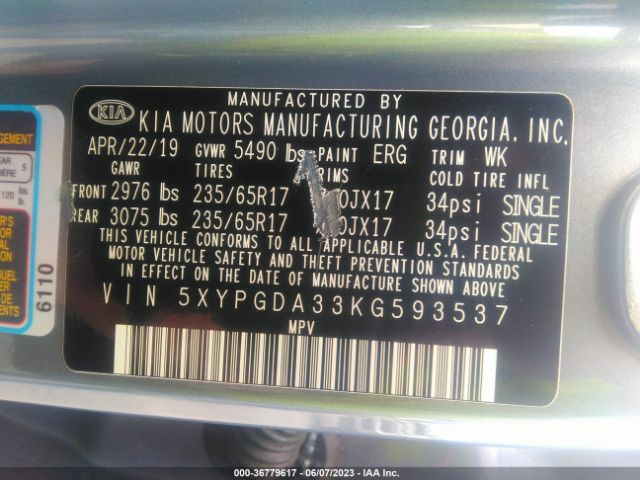 MANUFACTURED BY
KIA KIA MOTORS MANUFACTURING GEORGIA, INC.
APR/22/19 GVWR 5490 lbs PAINT ERG TRIM WK
GAWR TIRES RIMS COLD TIRE INFL
FRONT 2976 lbs 235/65R17 0JX17 34psi SINGLE
REAR 3075 lbs 235/65R17 0JX17 34psi SINGLE
THIS VEHICLE CONFORMS TO ALL APPLICABLE U.S.A. FEDERAL
MOTOR VEHICLE SAFETY AND THEFT PREVENTION STANDARDS
IN EFFECT ON THE DATE OF MANUFACTURE SHOWN ABOVE
VIN 5XYPGDA33KG593537
MPV
6110
000-36779617 - 06/07/2023 - IAA Inc.